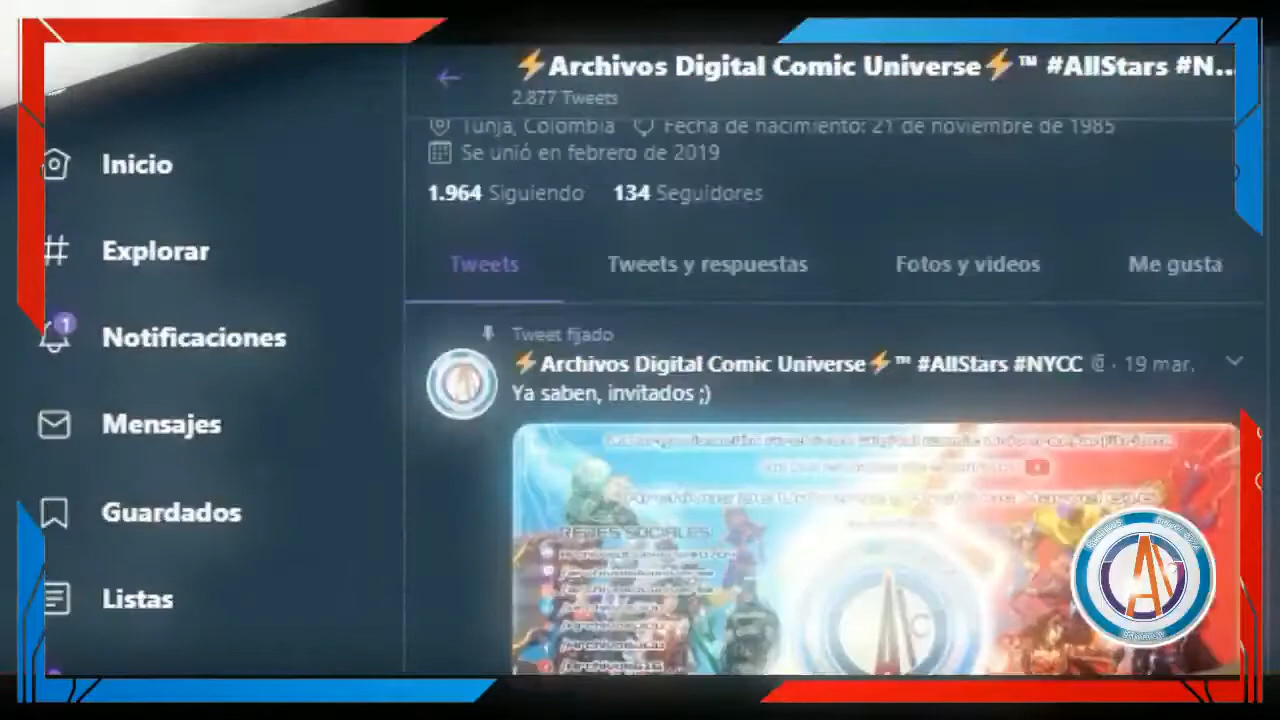 ⚡Archivos Digital Comic Universe⚡™ #AllStars #N...
2.877 Tweets
Tunja, Colombia Fecha de nacimiento: 21 de noviembre de 1985
Se unió en febrero de 2019
1.964 Siguiendo 134 Seguidores
Inicio
Explorar
1
Notificaciones
Mensajes
Guardados
Listas
Tweets Tweets y respuestas Fotos y videos Me gusta
Tweet fijado
⚡Archivos Digital Comic Universe⚡™ #AllStars #NYCC @ · 19 mar.
Ya saben, invitados ;)
REDES SOCIALES